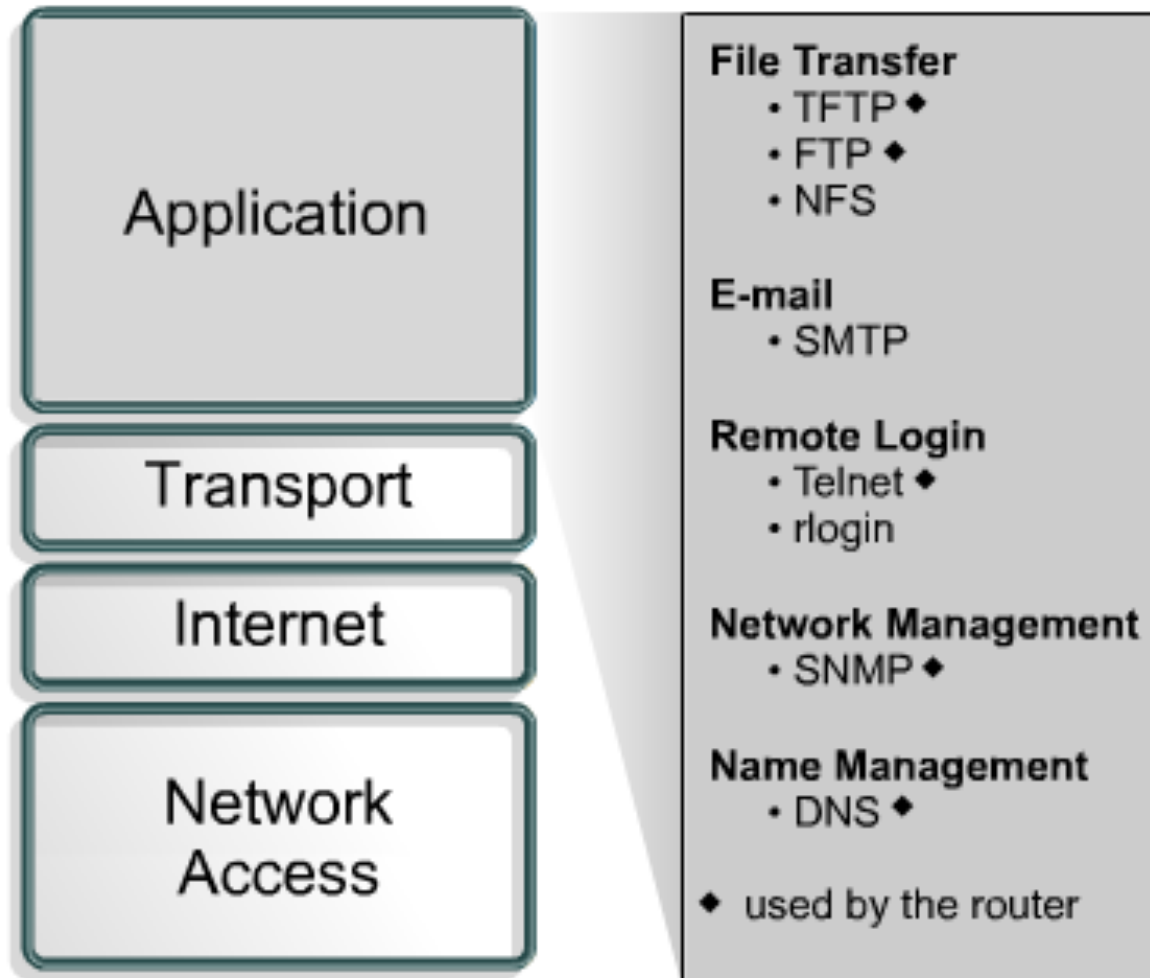 Application
Transport
Internet
Network
Access
File Transfer
• TFTP ◆
• FTP ◆
• NFS
E-mail
• SMTP
Remote Login
• Telnet ◆
• rlogin
Network Management
• SNMP ◆
Name Management
• DNS ◆
◆ used by the router